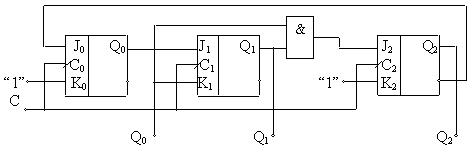 &
J₀ Q₀ J₁ Q₁ J₂ Q₂
C₀ C₁ C₂
“1” K₀ K₁ “1” K₂
C
Q₀ Q₁ Q₂